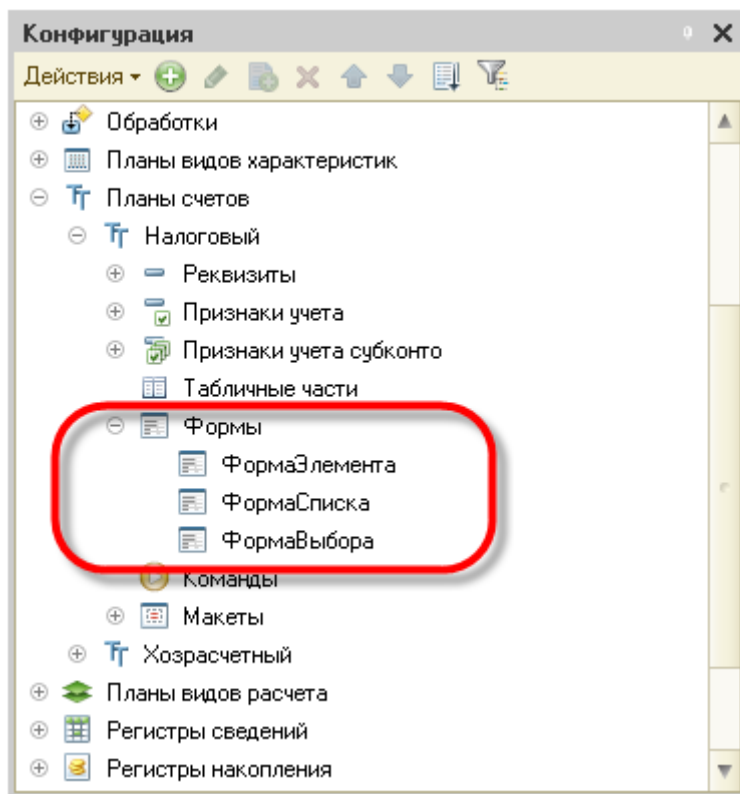 Конфигурация
Действия
Обработки
Планы видов характеристик
Планы счетов
Налоговый
Реквизиты
Признаки учета
Признаки учета субконто
Табличные части
Формы
ФормаЭлемента
ФормаСписка
ФормаВыбора
Команды
Макеты
Хозрасчетный
Планы видов расчета
Регистры сведений
Регистры накопления